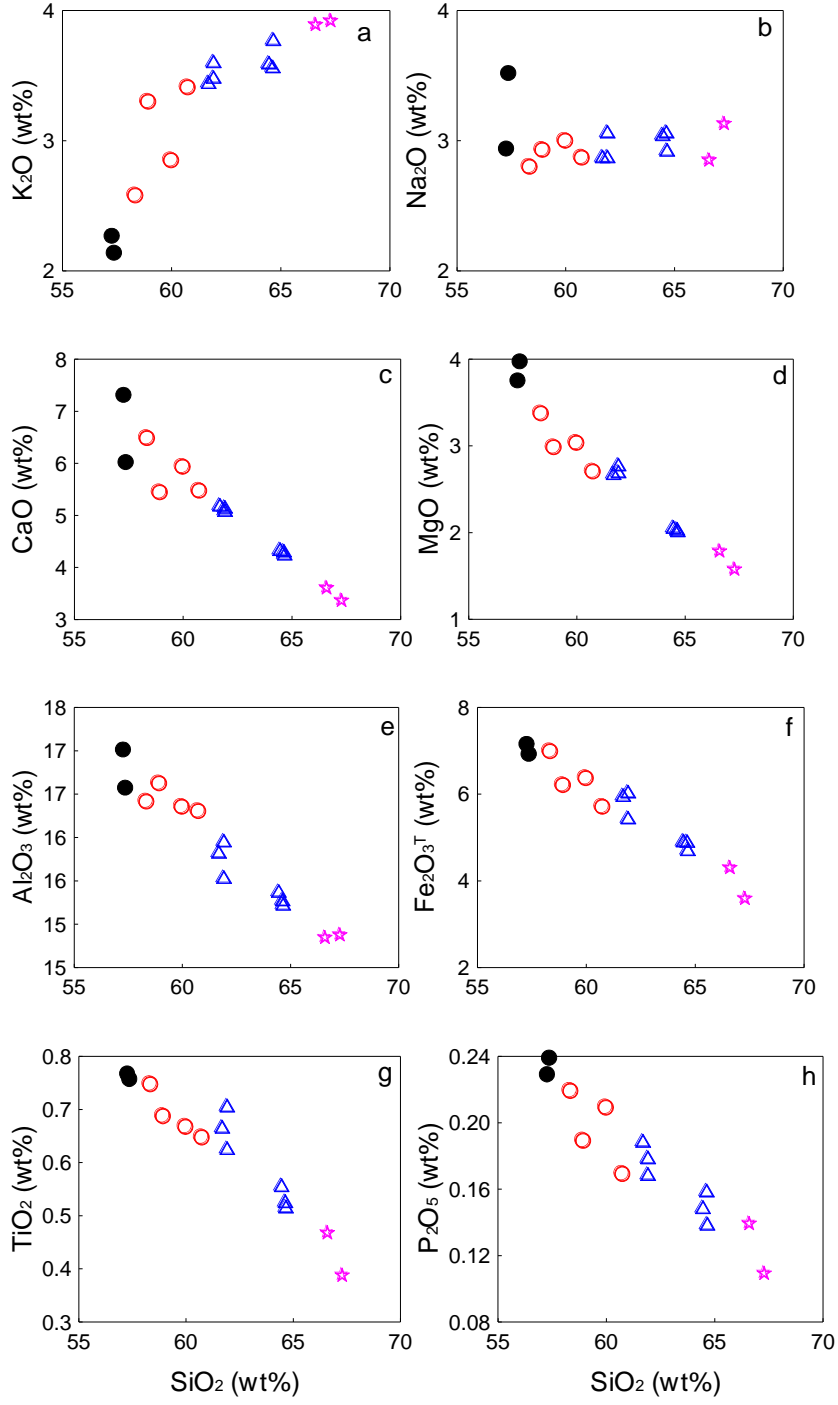 a
K₂O (wt%)
4
3
2
55 60 65 70
b
Na₂O (wt%)
4
3
2
55 60 65 70
c
CaO (wt%)
8
7
6
5
4
3
55 60 65 70
d
MgO (wt%)
4
3
2
1
55 60 65 70
e
Al₂O₃ (wt%)
18
17
17
16
16
15
15
55 60 65 70
f
Fe₂O₃ᵀ (wt%)
8
6
4
2
55 60 65 70
g
TiO₂ (wt%)
0.8
0.7
0.6
0.5
0.4
0.3
55 60 65 70
SiO₂ (wt%)
h
P₂O₅ (wt%)
0.24
0.20
0.16
0.12
0.08
55 60 65 70
SiO₂ (wt%)